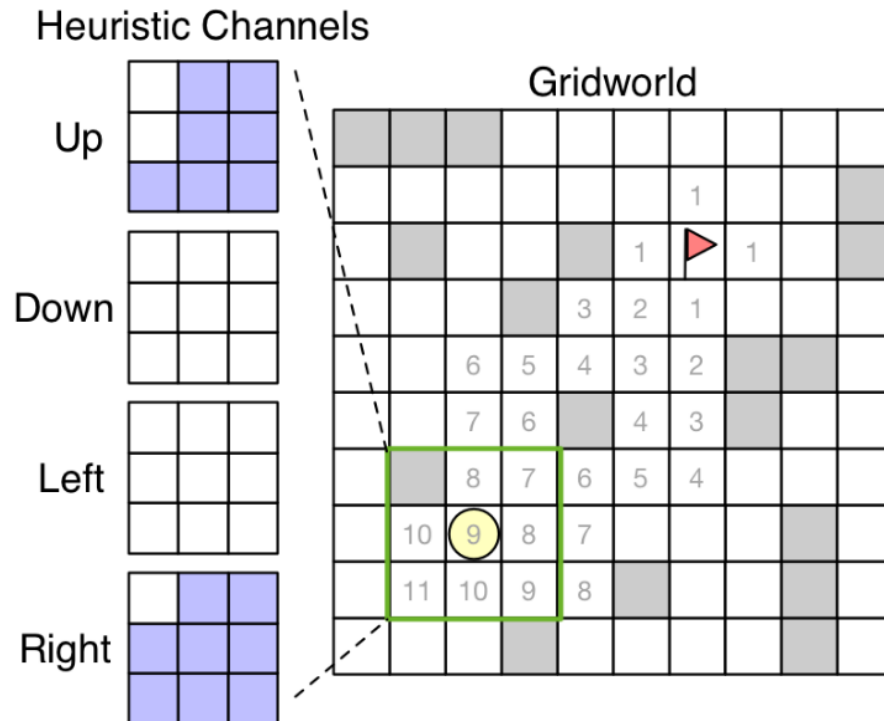 Heuristic Channels
Gridworld
Up
Down
Left
Right
1
1 1
3 2 1
6 5 4 3 2
7 6 4 3
8 7 6 5 4
10 9 8 7
11 10 9 8